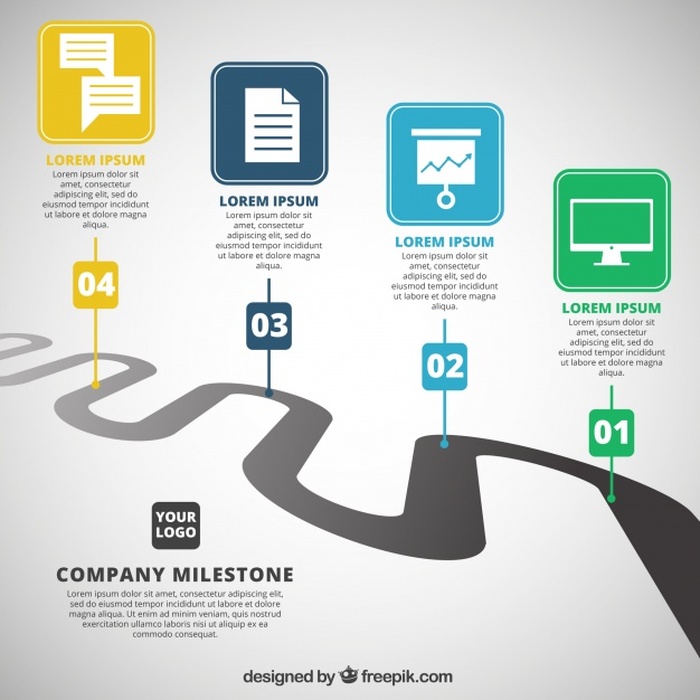 LOREM IPSUM
Lorem ipsum dolor sit
amet, consectetur
adipiscing elit, sed do
eiusmod tempor incididunt
ut labore et dolore magna
aliqua.
04
LOREM IPSUM
Lorem ipsum dolor sit
amet, consectetur
adipiscing elit, sed do
eiusmod tempor incididunt
ut labore et dolore magna
aliqua.
03
LOREM IPSUM
Lorem ipsum dolor sit
amet, consectetur
adipiscing elit, sed do
eiusmod tempor incididunt
ut labore et dolore magna
aliqua.
02
LOREM IPSUM
Lorem ipsum dolor sit
amet, consectetur
adipiscing elit, sed do
eiusmod tempor incididunt
ut labore et dolore magna
aliqua.
01
YOUR
LOGO
COMPANY MILESTONE
Lorem ipsum dolor sit amet, consectetur adipiscing elit,
sed do eiusmod tempor incididunt ut labore et dolore
magna aliqua. Ut enim ad minim veniam, quis nostrud
exercitation ullamco laboris nisi ut aliquip ex ea
commodo consequat.
designed by freepik.com